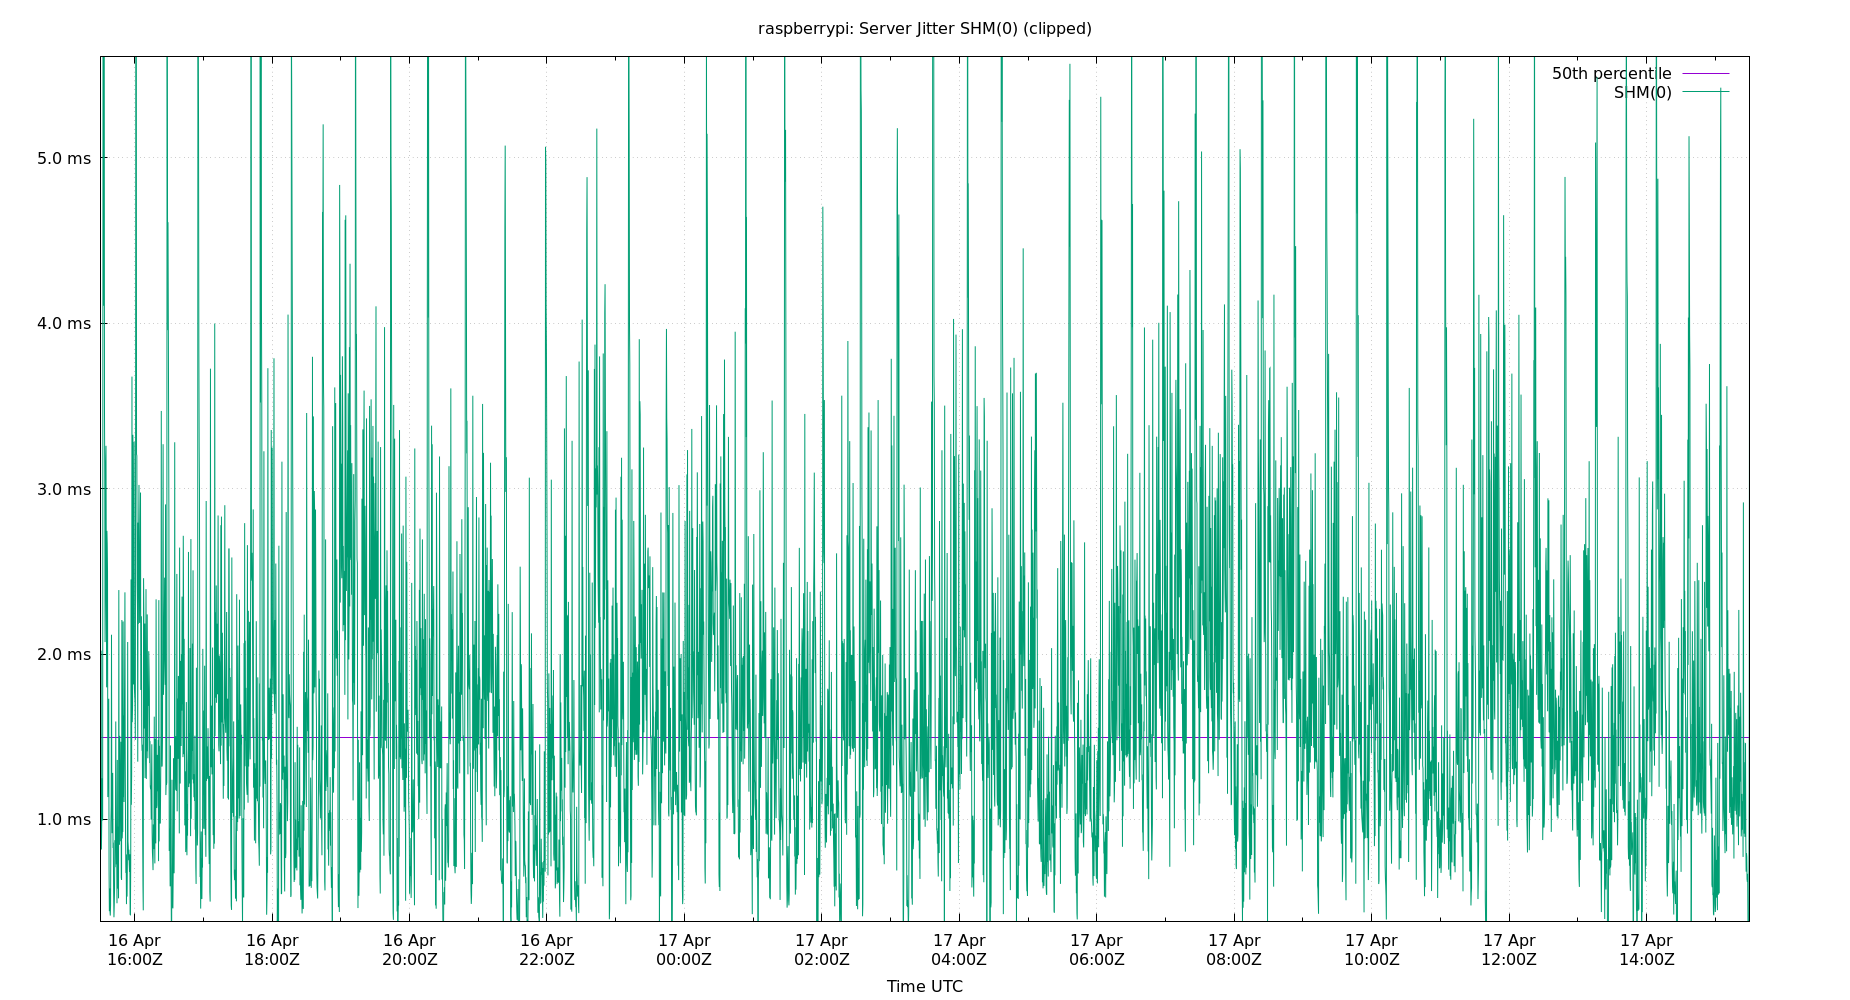 raspberrypi: Server Jitter SHM(0) (clipped)
50th percentile
SHM(0)
5.0 ms
4.0 ms
3.0 ms
2.0 ms
1.0 ms
16 Apr 16 Apr 16 Apr 16 Apr 17 Apr 17 Apr 17 Apr 17 Apr 17 Apr 17 Apr 17 Apr 17 Apr
16:00Z 18:00Z 20:00Z 22:00Z 00:00Z 02:00Z 04:00Z 06:00Z 08:00Z 10:00Z 12:00Z 14:00Z
Time UTC